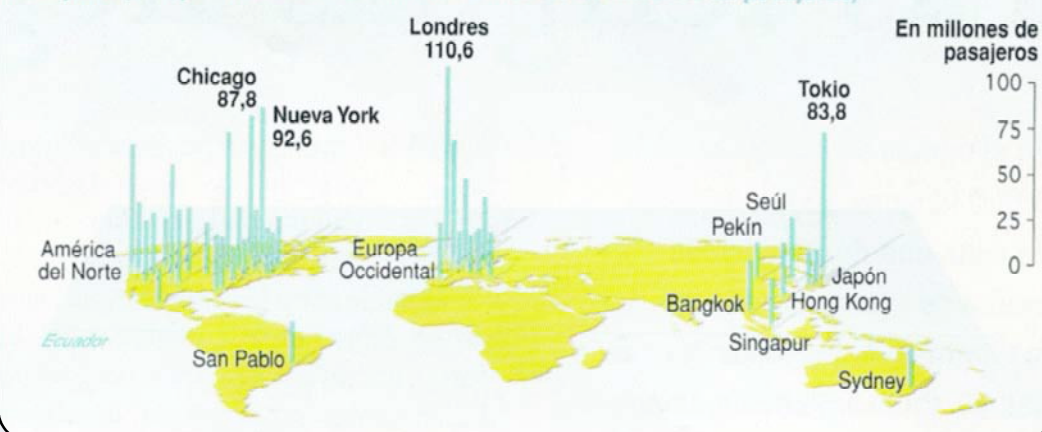 Londres
110,6
En millones de
pasajeros
Chicago
87,8
Nueva York
92,6
Tokio
83,8
100
75
50
25
0
Seúl
Pekín
América
del Norte
Europa
Occidental
Japón
Bangkok
Hong Kong
Singapur
Ecuador
San Pablo
Sydney